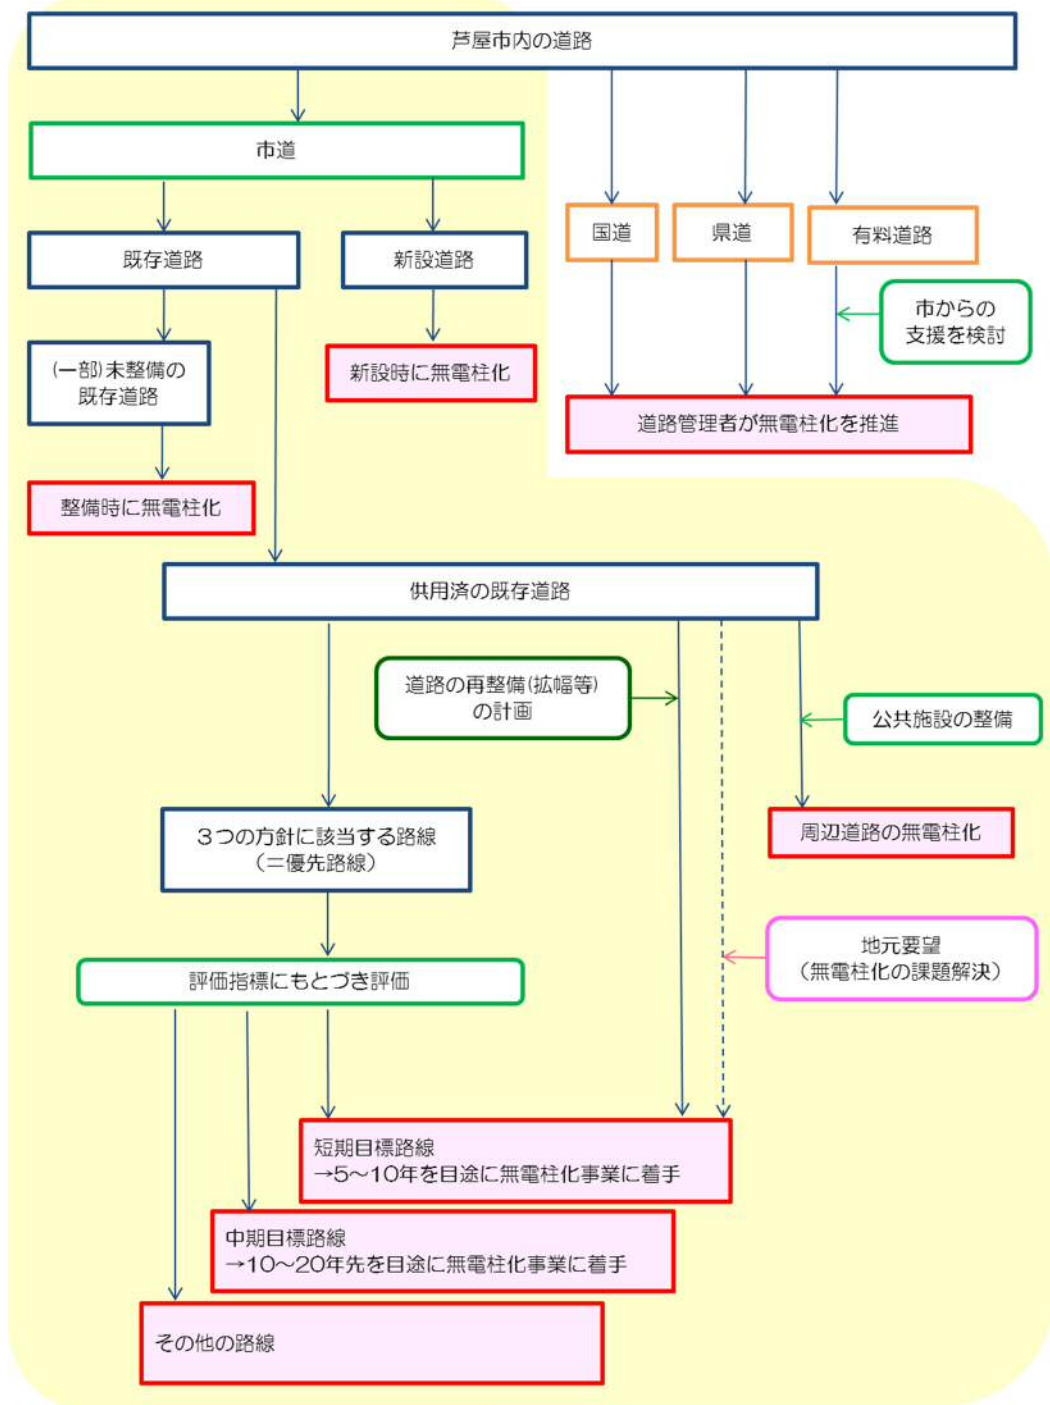 芦屋市内の道路
市道
国道
県道
有料道路
既存道路
新設道路
市からの
支援を検討
(一部)未整備の
既存道路
新設時に無電柱化
道路管理者が無電柱化を推進
整備時に無電柱化
供用済の既存道路
道路の再整備(拡幅等)
の計画
公共施設の整備
3つの方針に該当する路線
(=優先路線)
周辺道路の無電柱化
地元要望
(無電柱化の課題解決)
評価指標にもとづき評価
短期目標路線
→5~10年を目途に無電柱化事業に着手
中期目標路線
→10~20年先を目途に無電柱化事業に着手
その他の路線